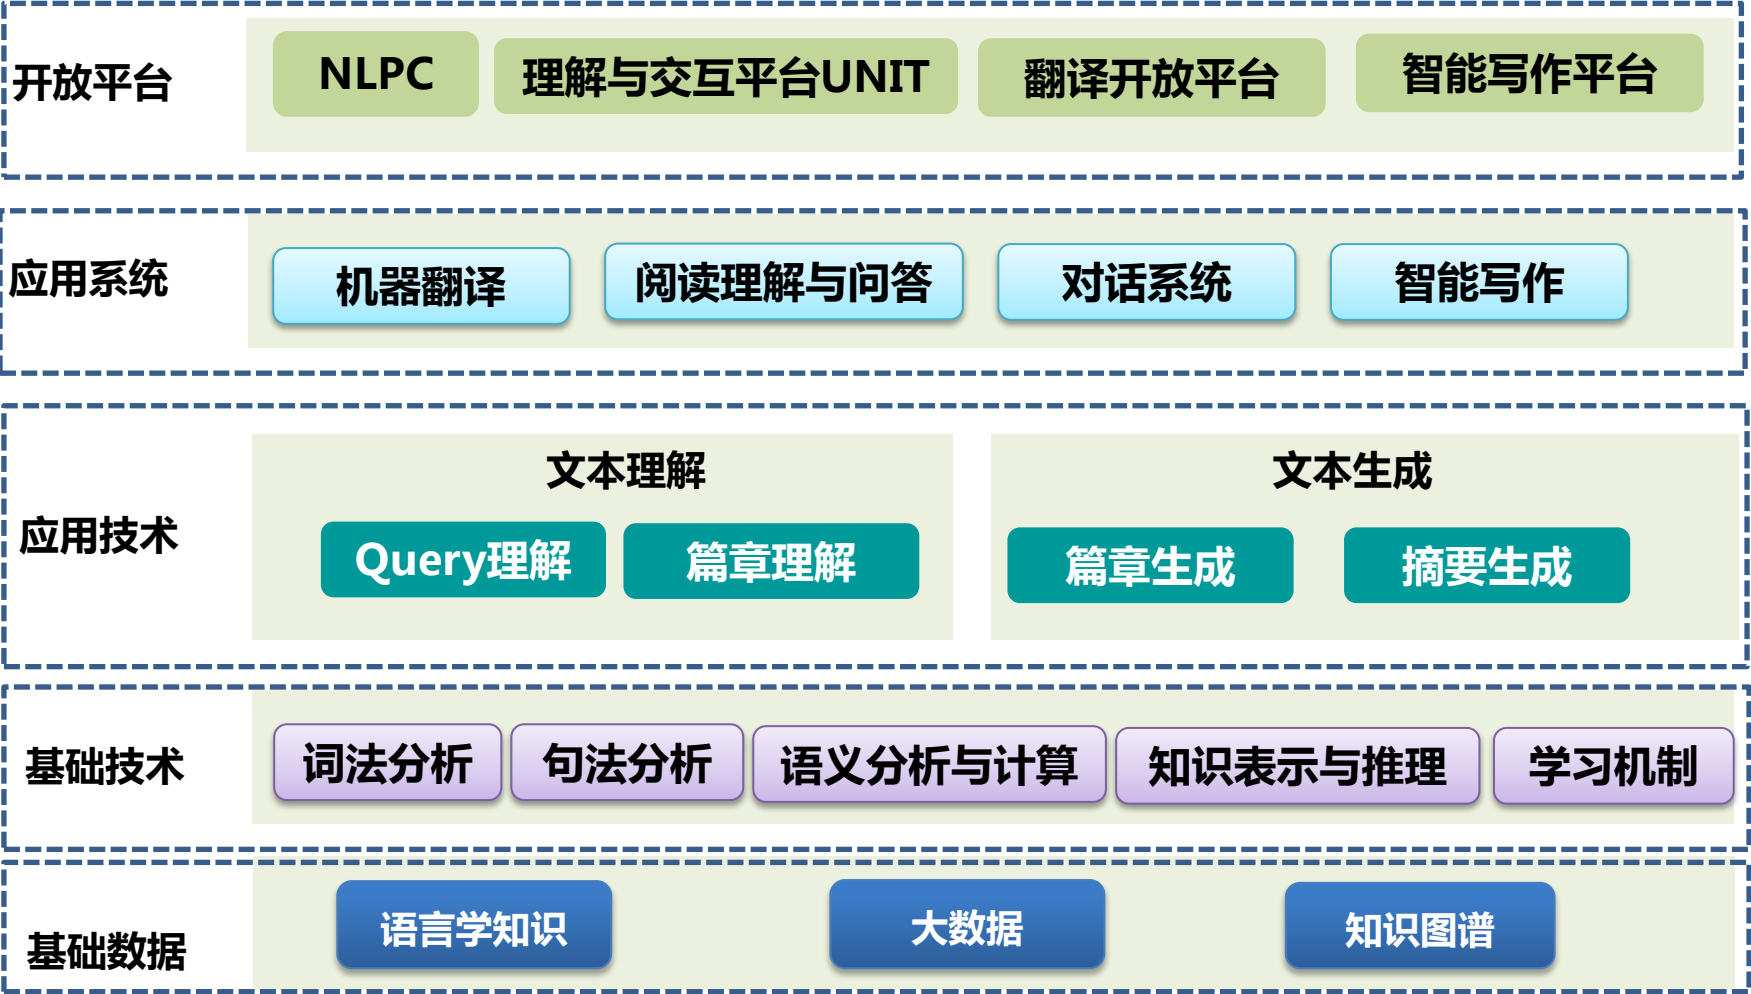 开放平台
NLPC
理解与交互平台UNIT
翻译开放平台
智能写作平台
应用系统
机器翻译
阅读理解与问答
对话系统
智能写作
应用技术
文本理解
Query理解
篇章理解
文本生成
篇章生成
摘要生成
基础技术
词法分析
句法分析
语义分析与计算
知识表示与推理
学习机制
基础数据
语言学知识
大数据
知识图谱